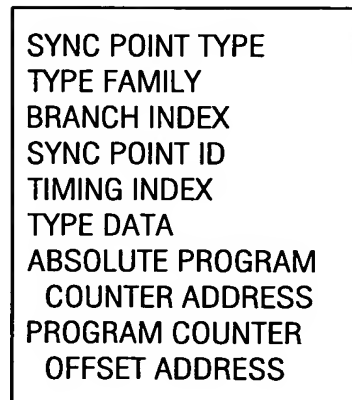 SYNC POINT TYPE
TYPE FAMILY
BRANCH INDEX
SYNC POINT ID
TIMING INDEX
TYPE DATA
ABSOLUTE PROGRAM
COUNTER ADDRESS
PROGRAM COUNTER
OFFSET ADDRESS